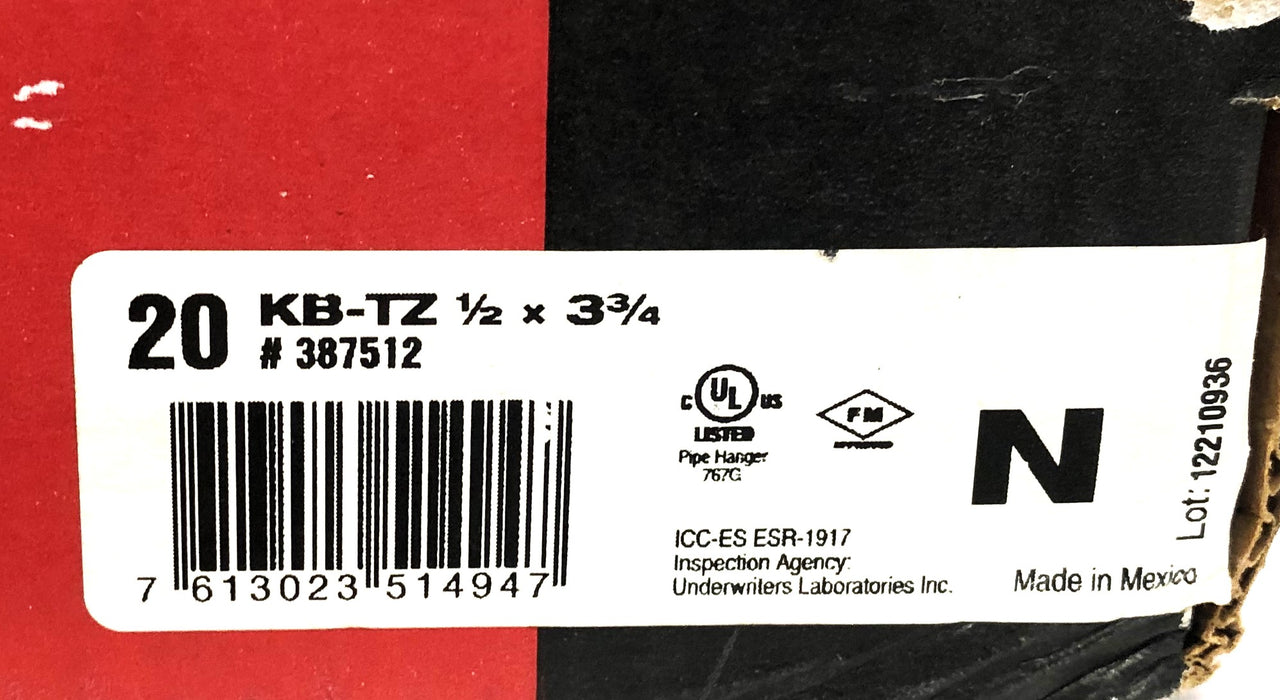 20 KB-TZ ½ x 3¾
# 387512
7 613023 514947
C UL US
LISTED
Pipe Hanger
767G
FM
APPROVED
N
ICC-ES ESR-1917
Inspection Agency:
Underwriters Laboratories Inc.
Made in Mexico
Lot: 12210936